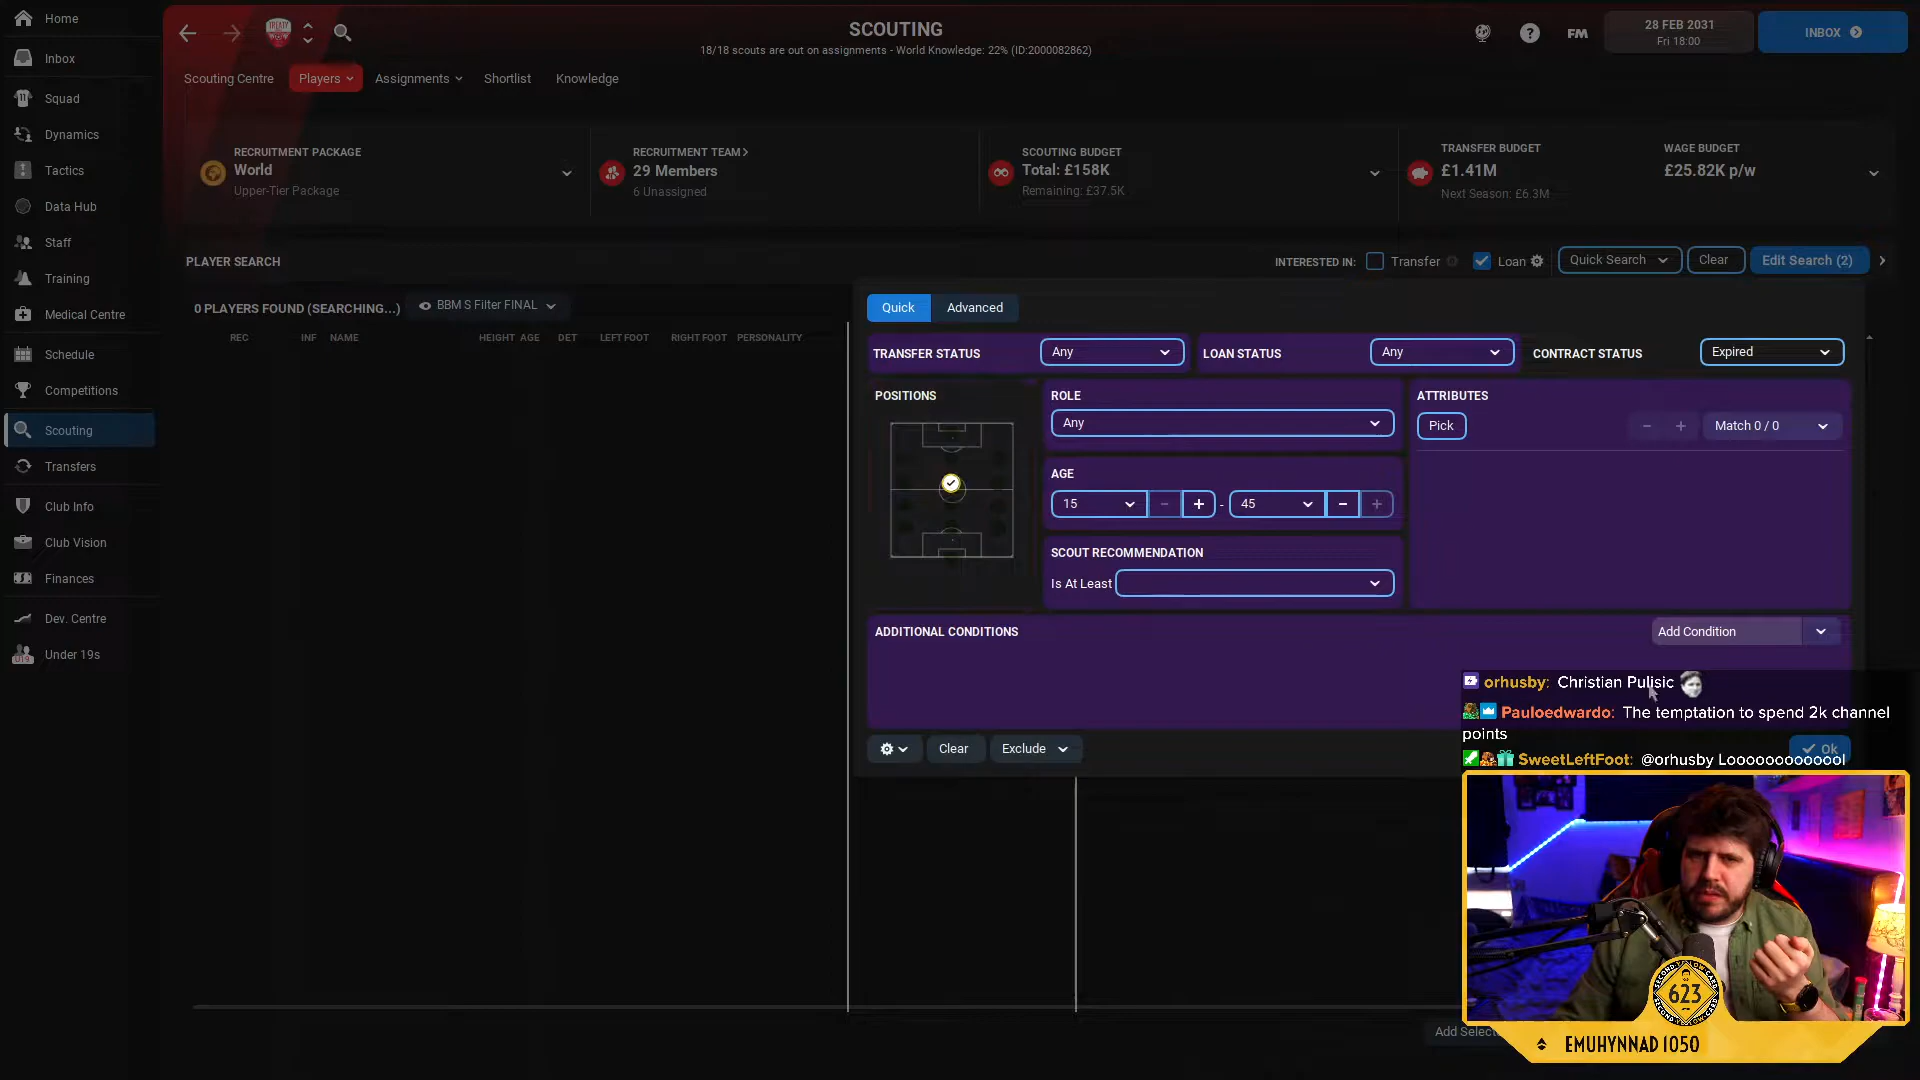 Home
Inbox
Squad
Dynamics
Tactics
Data Hub
Staff
Training
Medical Centre
Schedule
Competitions
Scouting
Transfers
Club Info
Club Vision
Finances
Dev. Centre
Under 19s
SCOUTING
18/18 scouts are out on assignments - World Knowledge: 22% (ID:2000082862)
FM
28 FEB 2031
Fri 18:00
INBOX
Scouting Centre
Players
Assignments
Shortlist
Knowledge
RECRUITMENT PACKAGE
World
Upper-Tier Package
RECRUITMENT TEAM
29 Members
6 Unassigned
SCOUTING BUDGET
Total: £158K
Remaining: £37.5K
TRANSFER BUDGET
£1.41M
Next Season: £6.3M
WAGE BUDGET
£25.82K p/w
PLAYER SEARCH
INTERESTED IN: Transfer Loan
Quick Search
Clear
Edit Search (2)
0 PLAYERS FOUND (SEARCHING...)
BBM S Filter FINAL
REC INF NAME HEIGHT AGE DET LEFT FOOT RIGHT FOOT PERSONALITY
Quick
Advanced
TRANSFER STATUS Any
LOAN STATUS Any
CONTRACT STATUS Expired
POSITIONS
ROLE
Any
AGE
15 - + - 45 - +
SCOUT RECOMMENDATION
Is At Least
ATTRIBUTES
Pick
- + Match 0 / 0
ADDITIONAL CONDITIONS
Add Condition
Clear
Exclude
Ok
orhusby: Christian Pulisic
Pauloedwardo: The temptation to spend 2k channel
points
SweetLeftFoot: @orhusby Looooooooooool
SECOND YELLOW CARD
623
EMUHYNNAD 1050